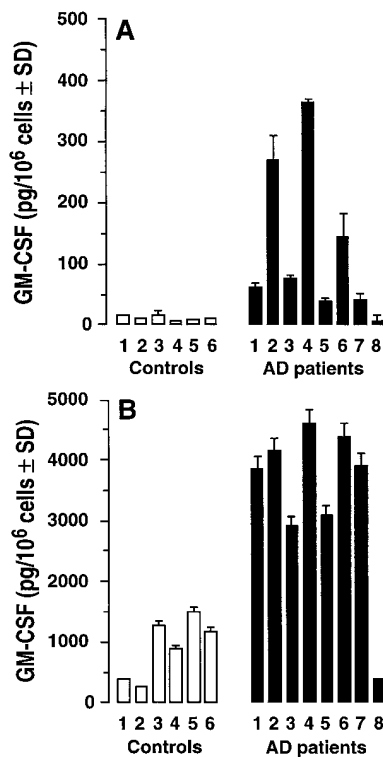 A
GM-CSF (pg/10⁶ cells ± SD)
500
400
300
200
100
0
1 2 3 4 5 6
Controls
1 2 3 4 5 6 7 8
AD patients
B
GM-CSF (pg/10⁶ cells ± SD)
5000
4000
3000
2000
1000
0
1 2 3 4 5 6
Controls
1 2 3 4 5 6 7 8
AD patients